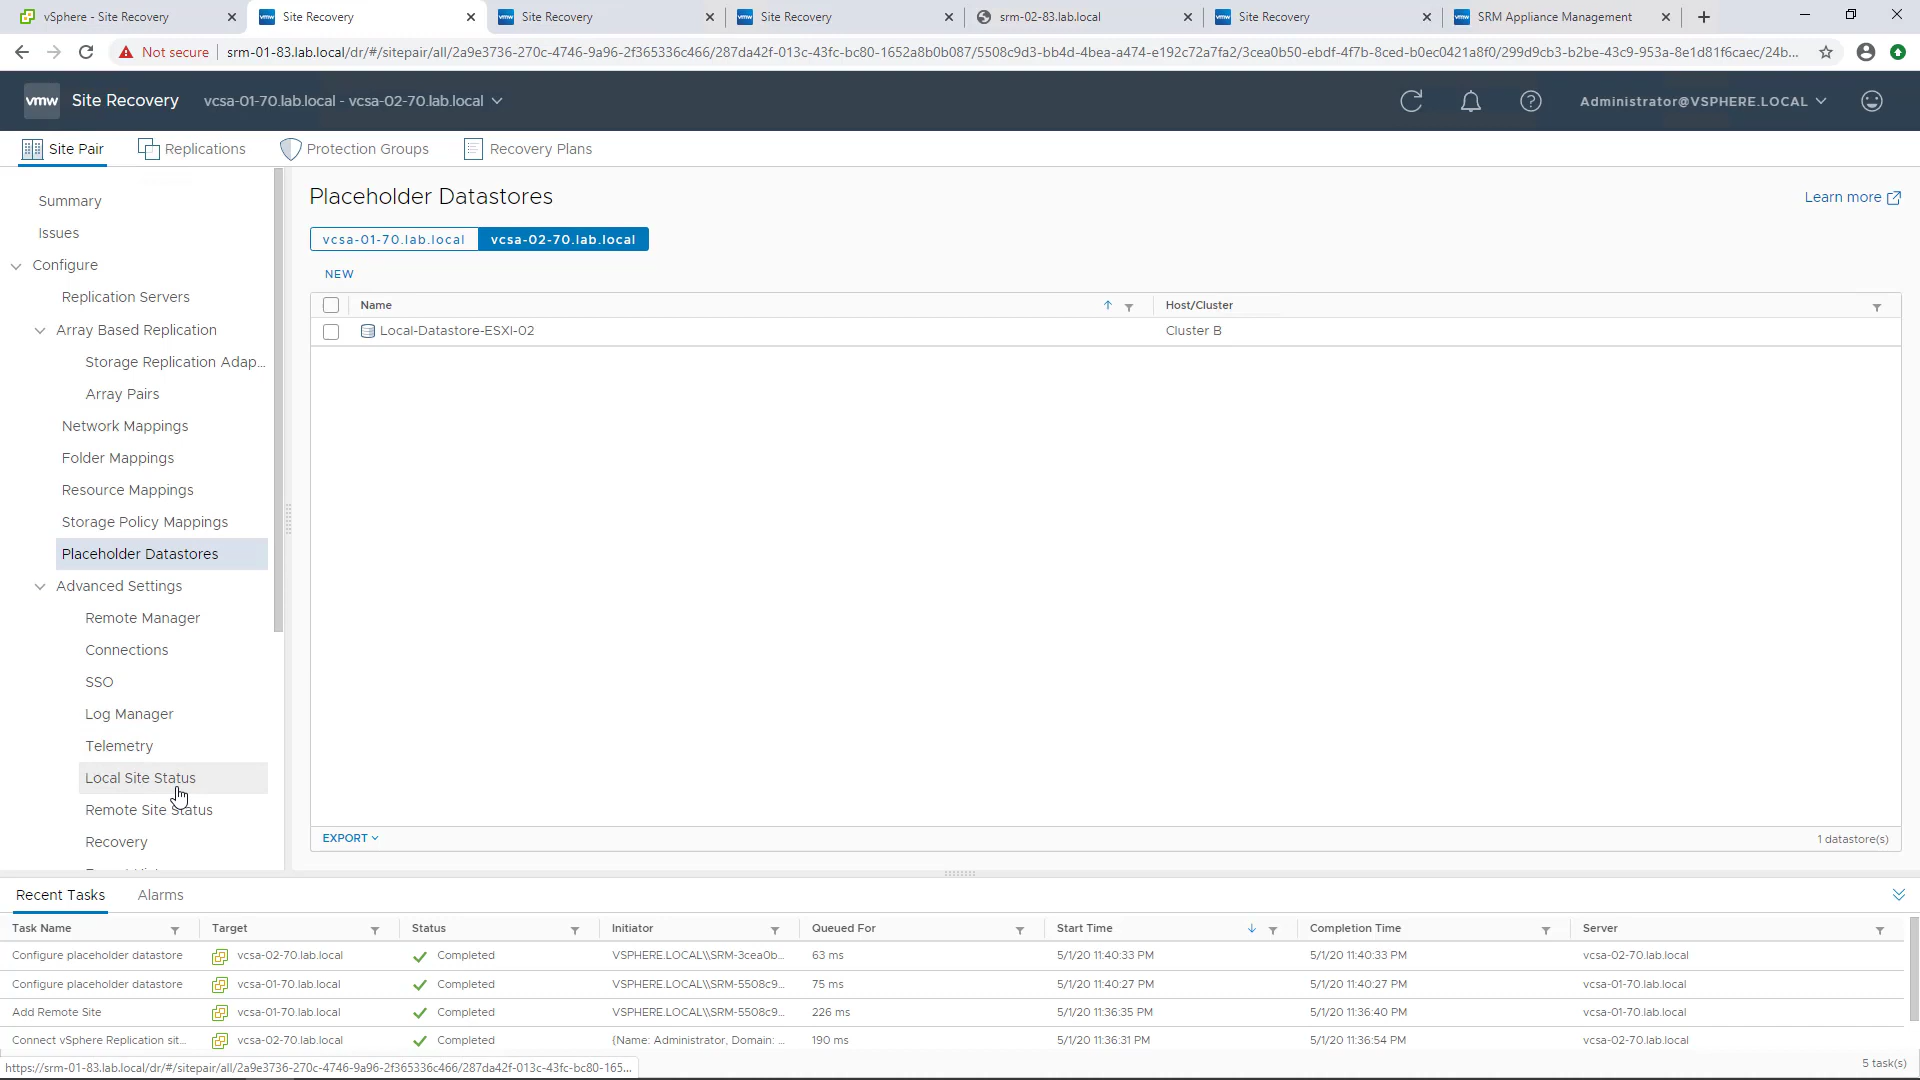 vSphere - Site Recovery
Site Recovery
Site Recovery
Site Recovery
srm-02-83.lab.local
Site Recovery
SRM Appliance Management
Not secure
srm-01-83.lab.local/dr/#/sitepair/all/2a9e3736-270c-4746-9a96-2f365336c466/287da42f-013c-43fc-bc80-1652a8b0b087/5508c9d3-bb4d-4bea-a474-e192c72a7fa2/3cea0b50-ebdf-4f7b-8ced-b0ec0421a8f0/299d9cb3-b2be-43c9-953a-8e1d81f6caec/24b...
vmw Site Recovery vcsa-01-70.lab.local - vcsa-02-70.lab.local
Administrator@VSPHERE.LOCAL
Site Pair Replications Protection Groups Recovery Plans
Summary
Issues
Configure
Replication Servers
Array Based Replication
Storage Replication Adap...
Array Pairs
Network Mappings
Folder Mappings
Resource Mappings
Storage Policy Mappings
Placeholder Datastores
Advanced Settings
Remote Manager
Connections
SSO
Log Manager
Telemetry
Local Site Status
Remote Site Status
Recovery
Placeholder Datastores
Learn more
vcsa-01-70.lab.local vcsa-02-70.lab.local
NEW
Name Host/Cluster
Local-Datastore-ESXI-02 Cluster B
EXPORT
1 datastore(s)
Recent Tasks Alarms
Task Name Target Status Initiator Queued For Start Time Completion Time Server
Configure placeholder datastore vcsa-02-70.lab.local Completed VSPHERE.LOCAL\\SRM-3cea0b... 63 ms 5/1/20 11:40:33 PM 5/1/20 11:40:33 PM vcsa-02-70.lab.local
Configure placeholder datastore vcsa-01-70.lab.local Completed VSPHERE.LOCAL\\SRM-5508c9... 75 ms 5/1/20 11:40:27 PM 5/1/20 11:40:27 PM vcsa-01-70.lab.local
Add Remote Site vcsa-01-70.lab.local Completed VSPHERE.LOCAL\\SRM-5508c9... 226 ms 5/1/20 11:36:35 PM 5/1/20 11:36:40 PM vcsa-01-70.lab.local
Connect vSphere Replication sit... vcsa-02-70.lab.local Completed {Name: Administrator, Domain: ... 190 ms 5/1/20 11:36:31 PM 5/1/20 11:36:54 PM vcsa-02-70.lab.local
https://srm-01-83.lab.local/dr/#/sitepair/all/2a9e3736-270c-4746-9a96-2f365336c466/287da42f-013c-43fc-bc80-165...
5 task(s)